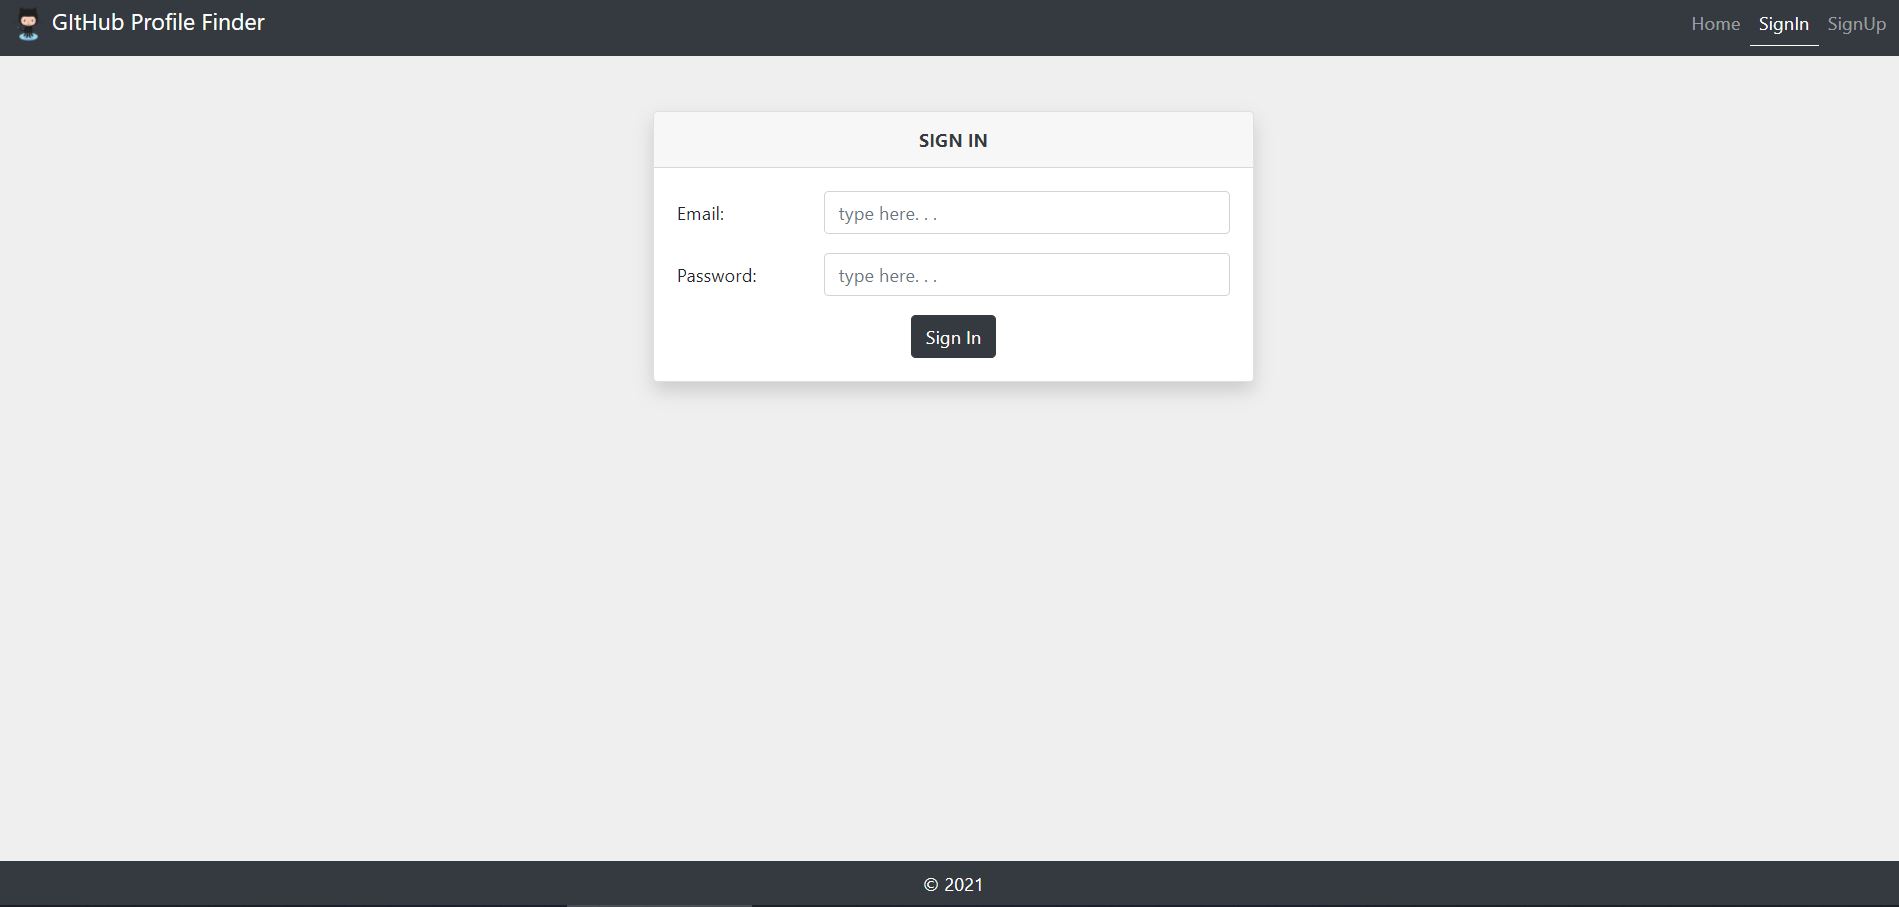 GItHub Profile Finder
Home SignIn SignUp
SIGN IN
Email: type here. . .
Password: type here. . .
Sign In
© 2021